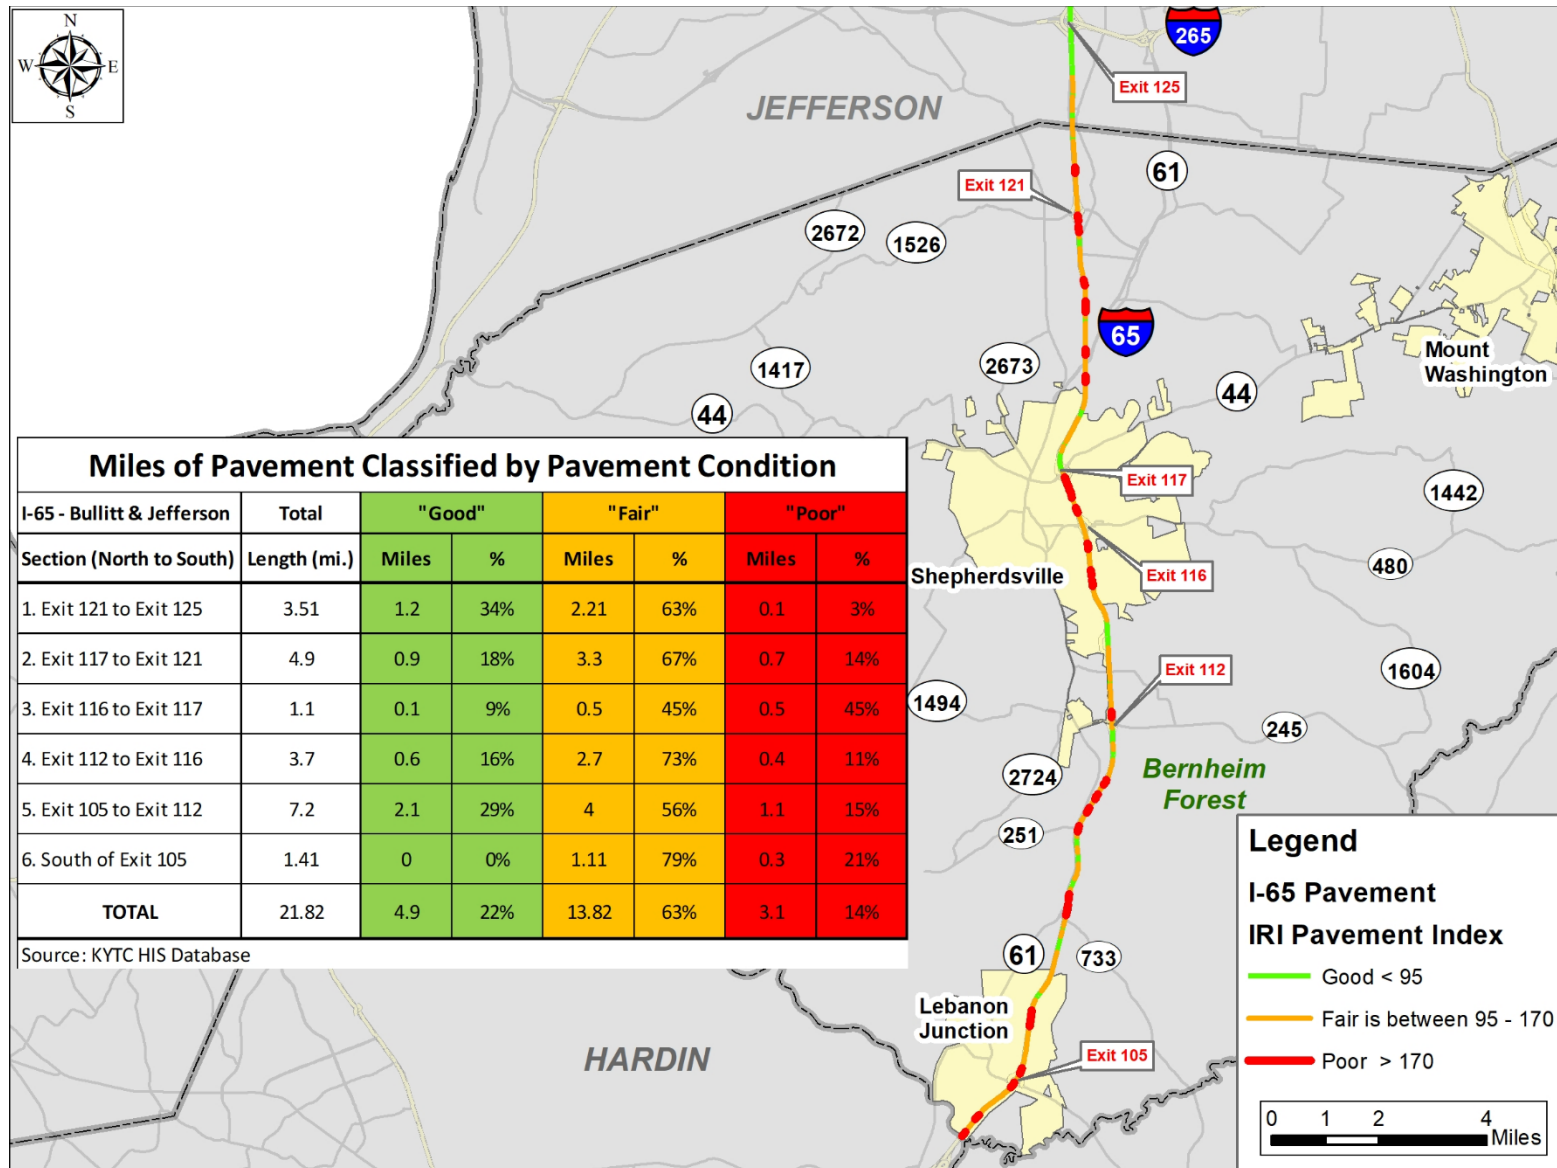 N
W E
S
265
Exit 125
JEFFERSON
61
Exit 121
2672
1526
65
Mount
Washington
1417
2673
44
44
Exit 117
1442
Shepherdsville
Exit 116
480
Exit 112
1604
1494
245
2724
Bernheim
Forest
251
61
733
Lebanon
Junction
HARDIN
Exit 105
Miles of Pavement Classified by Pavement Condition
I-65 - Bullitt & Jefferson Total "Good" "Fair" "Poor"
Section (North to South) Length (mi.) Miles % Miles % Miles %
1. Exit 121 to Exit 125 3.51 1.2 34% 2.21 63% 0.1 3%
2. Exit 117 to Exit 121 4.9 0.9 18% 3.3 67% 0.7 14%
3. Exit 116 to Exit 117 1.1 0.1 9% 0.5 45% 0.5 45%
4. Exit 112 to Exit 116 3.7 0.6 16% 2.7 73% 0.4 11%
5. Exit 105 to Exit 112 7.2 2.1 29% 4 56% 1.1 15%
6. South of Exit 105 1.41 0 0% 1.11 79% 0.3 21%
TOTAL 21.82 4.9 22% 13.82 63% 3.1 14%
Source: KYTC HIS Database
Legend
I-65 Pavement
IRI Pavement Index
Good < 95
Fair is between 95 - 170
Poor > 170
0 1 2 4
Miles